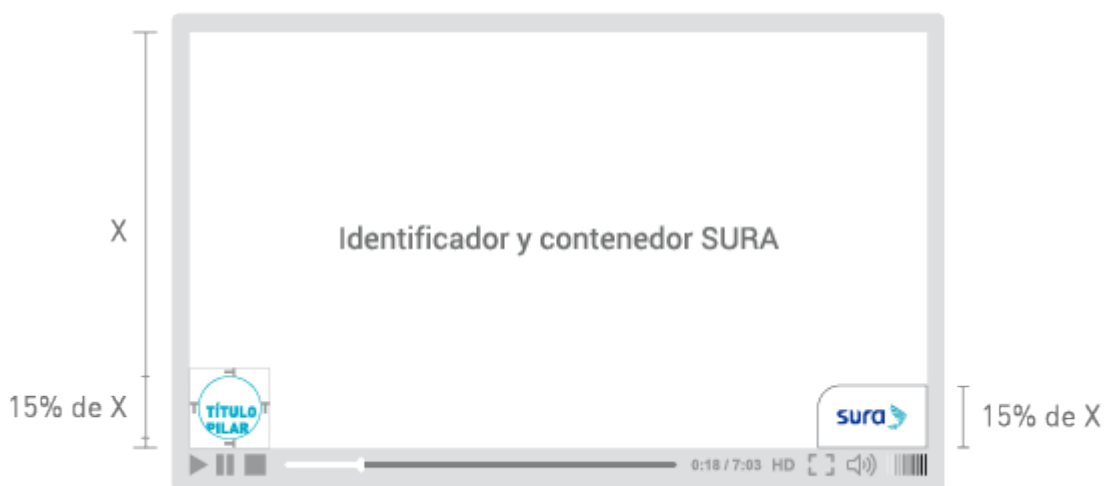 X
Identificador y contenedor SURA
15% de X
TÍTULO
PILAR
sura
15% de X
0:18 / 7:03 HD